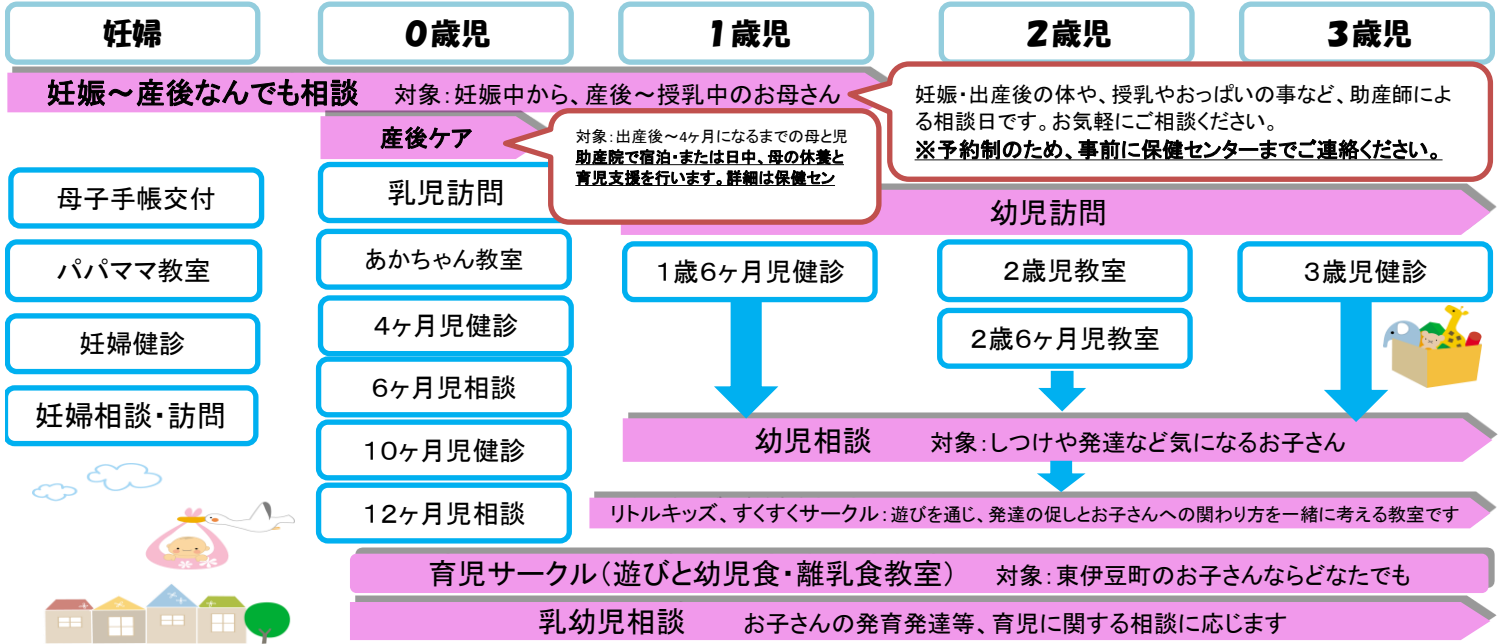 妊婦
0歳児
1歳児
2歳児
3歳児
妊娠～産後なんでも相談 対象：妊娠中から、産後～授乳中のお母さん
妊娠・出産後の体や、授乳やおっぱいの事など、助産師によ
る相談日です。お気軽にご相談ください。
※予約制のため、事前に保健センターまでご連絡ください。
産後ケア
対象：出産後～4ヶ月になるまでの母と児
助産院で宿泊・または日中、母の休養と
育児支援を行います。詳細は保健セン
母子手帳交付
パパママ教室
妊婦健診
妊婦相談・訪問
乳児訪問
あかちゃん教室
4ヶ月児健診
6ヶ月児相談
10ヶ月児健診
12ヶ月児相談
幼児訪問
1歳6ヶ月児健診
2歳児教室
2歳6ヶ月児教室
3歳児健診
幼児相談 対象：しつけや発達など気になるお子さん
リトルキッズ、すくすくサークル：遊びを通じ、発達の促しとお子さんへの関わり方を一緒に考える教室です
育児サークル（遊びと幼児食・離乳食教室） 対象：東伊豆町のお子さんならどなたでも
乳幼児相談 お子さんの発育発達等、育児に関する相談に応じます